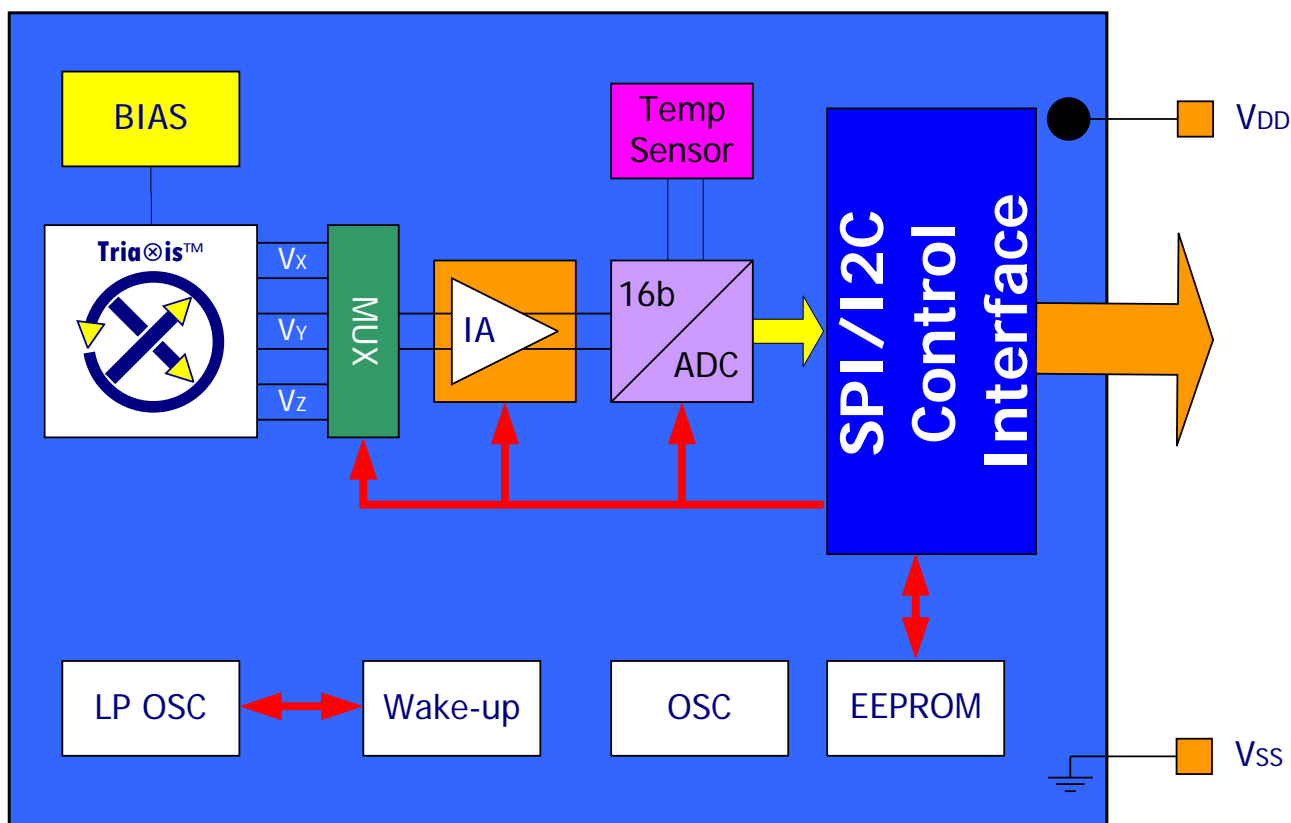 BIAS
Temp
Sensor
VDD
Tria⊗is™
VX
VY
VZ
MUX
IA
16b
ADC
SPI/I2C
Control
Interface
LP OSC
Wake-up
OSC
EEPROM
VSS